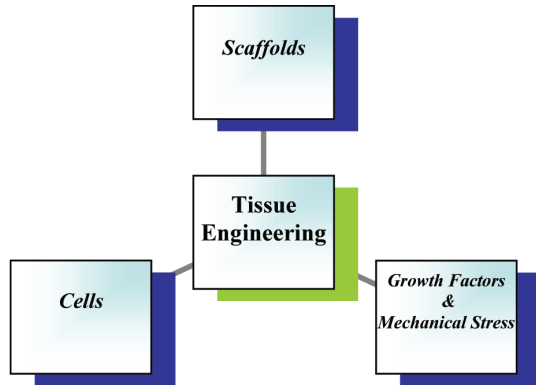 Scaffolds
Tissue
Engineering
Cells
Growth Factors
&
Mechanical Stress